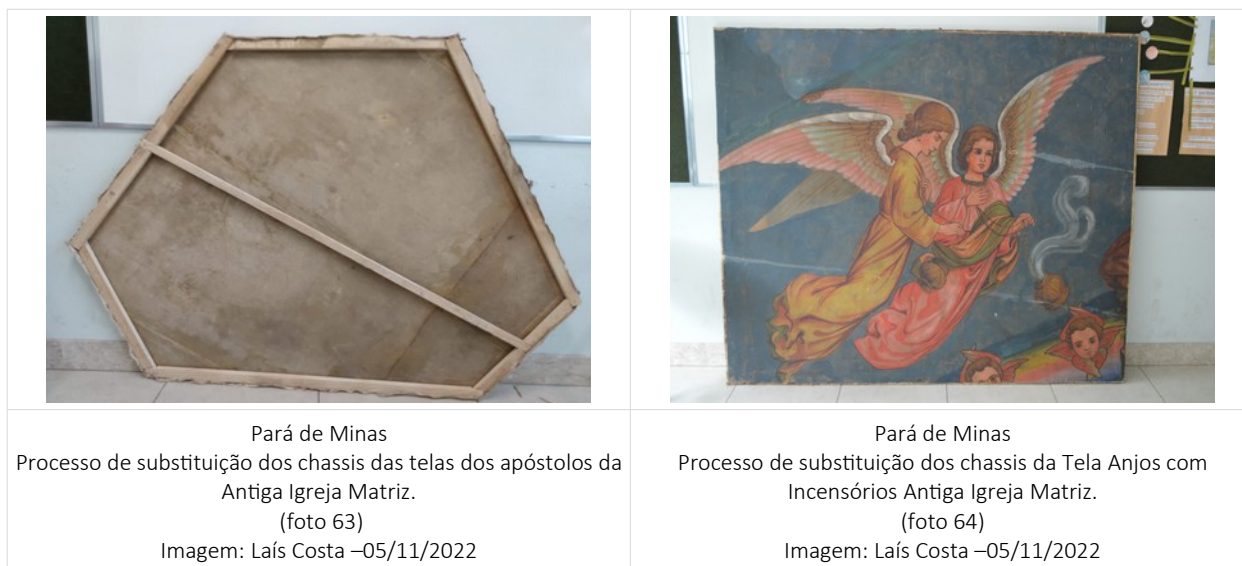 Pará de Minas
Processo de substituição dos chassis das telas dos apóstolos da
Antiga Igreja Matriz.
(foto 63)
Imagem: Laís Costa –05/11/2022
Pará de Minas
Processo de substituição dos chassis da Tela Anjos com
Incensórios Antiga Igreja Matriz.
(foto 64)
Imagem: Laís Costa –05/11/2022